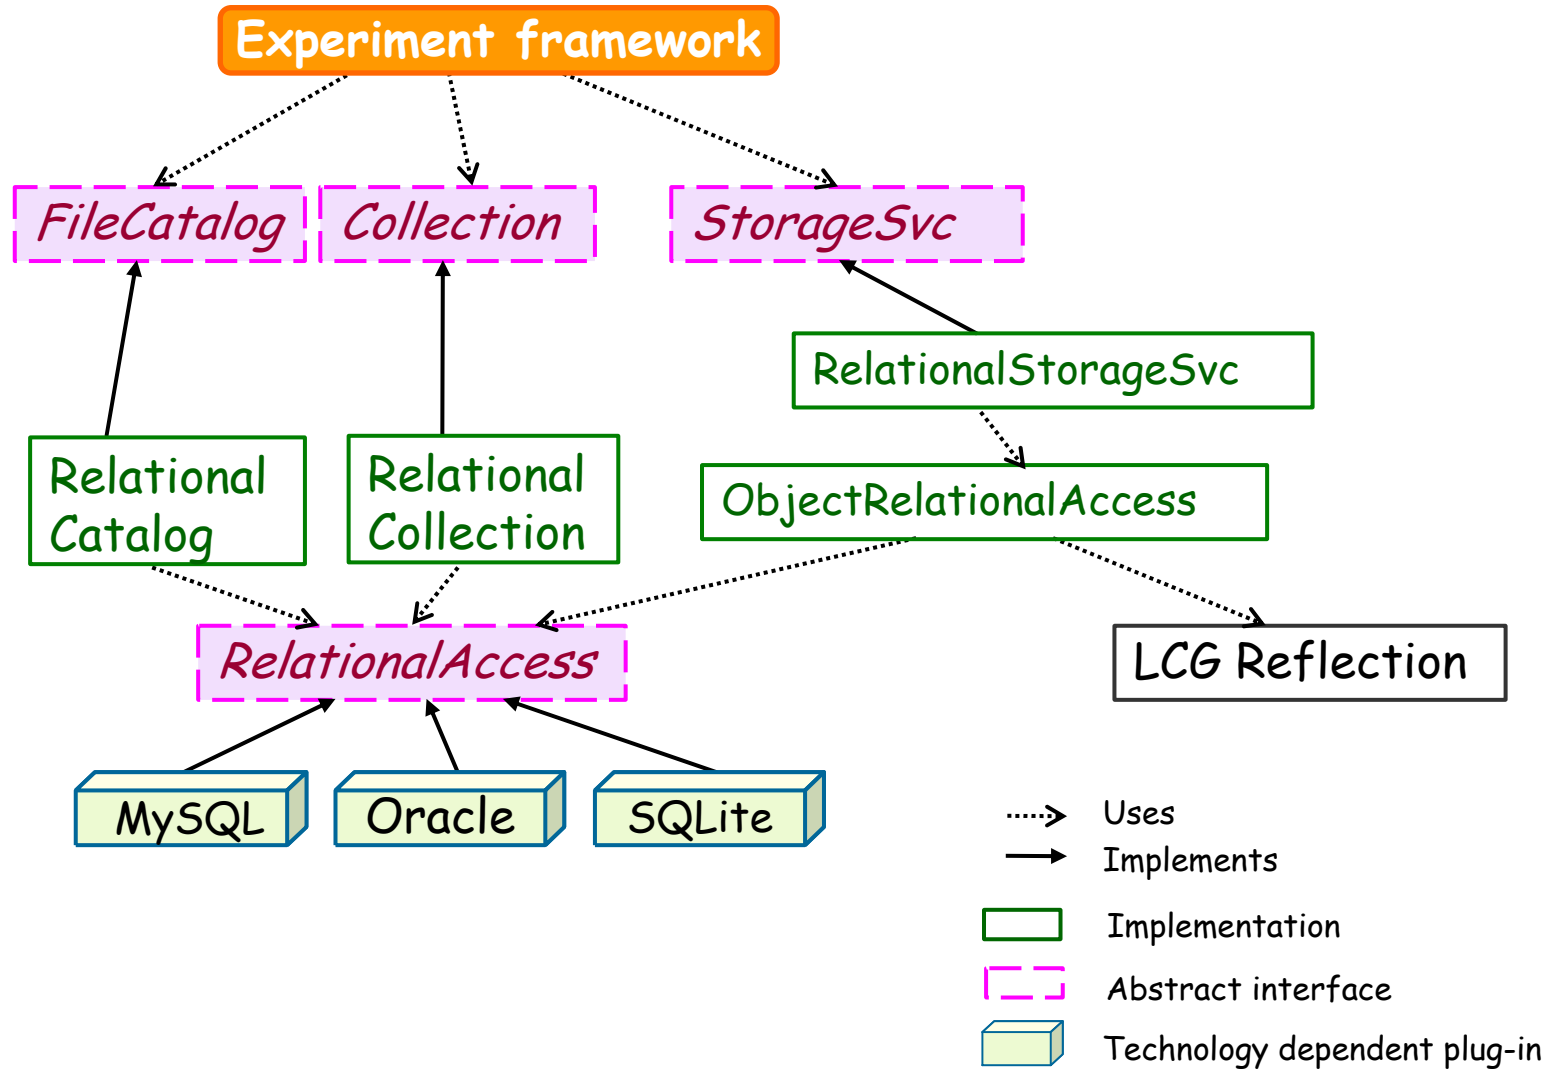 Experiment framework
FileCatalog
Collection
StorageSvc
RelationalStorageSvc
Relational
Catalog
Relational
Collection
ObjectRelationalAccess
RelationalAccess
LCG Reflection
MySQL
Oracle
SQLite
Uses
Implements
Implementation
Abstract interface
Technology dependent plug-in